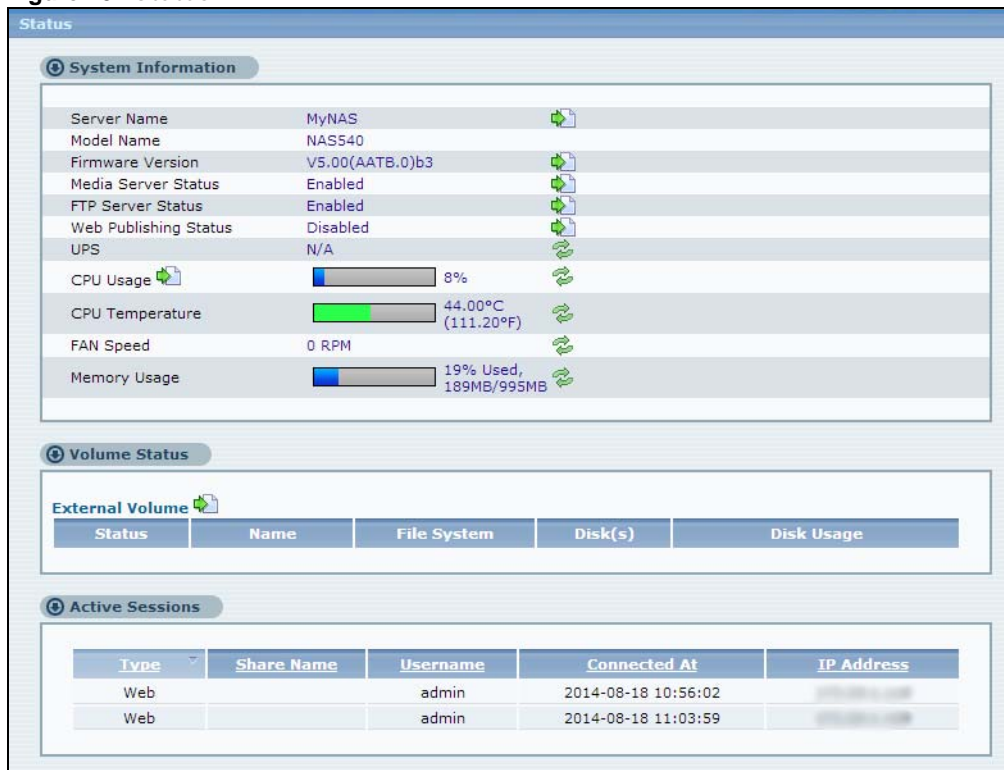 Status
System Information
Server Name MyNAS
Model Name NAS540
Firmware Version V5.00(AATB.0)b3
Media Server Status Enabled
FTP Server Status Enabled
Web Publishing Status Disabled
UPS N/A
CPU Usage 8%
CPU Temperature 44.00°C
(111.20°F)
FAN Speed 0 RPM
Memory Usage 19% Used,
189MB/995MB
Volume Status
External Volume
Status Name File System Disk(s) Disk Usage
Active Sessions
Type Share Name Username Connected At IP Address
Web admin 2014-08-18 10:56:02
Web admin 2014-08-18 11:03:59